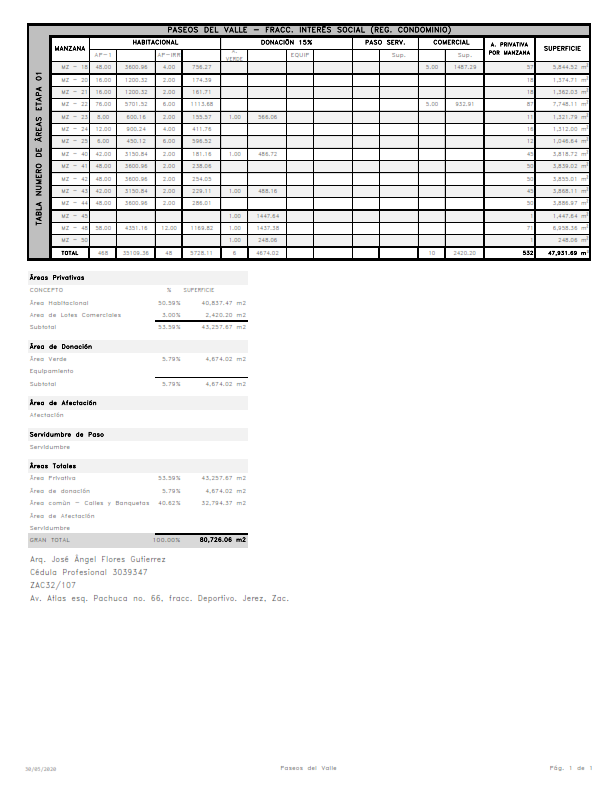 PASEOS DEL VALLE – FRACC. INTERÉS SOCIAL (REG. CONDOMINIO)
TABLA NUMERO DE ÁREAS ETAPA 01
MANZANA HABITACIONAL DONACIÓN 15% PASO SERV. COMERCIAL A. PRIVATIVA POR MANZANA SUPERFICIE
AP-I AP-IRR A. VERDE EQUIP Sup. Sup.
MZ - 18 48.00 3600.96 4.00 756.27 5.00 1487.29 57 5,844.52 m²
MZ - 20 16.00 1200.32 2.00 174.39 18 1,374.71 m²
MZ - 21 16.00 1200.32 2.00 161.71 18 1,362.03 m²
MZ - 22 76.00 5701.52 6.00 1113.68 5.00 932.91 87 7,748.11 m²
MZ - 23 8.00 600.16 2.00 155.57 1.00 566.06 11 1,321.79 m²
MZ - 24 12.00 900.24 4.00 411.76 16 1,312.00 m²
MZ - 25 6.00 450.12 6.00 596.52 12 1,046.64 m²
MZ - 40 42.00 3150.84 2.00 181.16 1.00 486.72 45 3,818.72 m²
MZ - 41 48.00 3600.96 2.00 238.06 50 3,839.02 m²
MZ - 42 48.00 3600.96 2.00 254.05 50 3,855.01 m²
MZ - 43 42.00 3150.84 2.00 229.11 1.00 488.16 45 3,868.11 m²
MZ - 44 48.00 3600.96 2.00 286.01 50 3,886.97 m²
MZ - 45 1.00 1447.64 1 1,447.64 m²
MZ - 48 58.00 4351.16 12.00 1169.82 1.00 1437.38 71 6,958.36 m²
MZ - 50 1.00 248.06 1 248.06 m²
TOTAL 468 35109.36 48 5728.11 6 4674.02 10 2420.20 532 47,931.69 m²
Áreas Privativas
CONCEPTO % SUPERFICIE
Área Habitacional 50.59% 40,837.47 m2
Área de Lotes Comerciales 3.00% 2,420.20 m2
Subtotal 53.59% 43,257.67 m2
Área de Donación
Área Verde 5.79% 4,674.02 m2
Equipamiento
Subtotal 5.79% 4,674.02 m2
Área de Afectación
Afectación
Servidumbre de Paso
Servidumbre
Áreas Totales
Área Privativa 53.59% 43,257.67 m2
Área de donación 5.79% 4,674.02 m2
Área común – Calles y Banquetas 40.62% 32,794.37 m2
Área de Afectación
Servidumbre
GRAN TOTAL 100.00% 80,726.06 m2
Arq. José Ángel Flores Gutierrez
Cédula Profesional 3039347
ZAC32/107
Av. Atlas esq. Pachuca no. 66, fracc. Deportivo. Jerez, Zac.
30/05/2020 Paseos del Valle Pág. 1 de 1